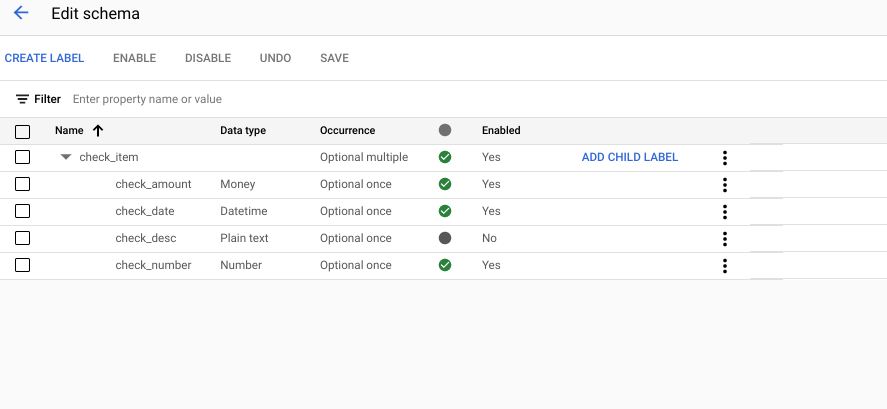 Edit schema
CREATE LABEL ENABLE DISABLE UNDO SAVE
Filter Enter property name or value
Name Data type Occurrence Enabled
check_item Optional multiple Yes ADD CHILD LABEL
check_amount Money Optional once Yes
check_date Datetime Optional once Yes
check_desc Plain text Optional once No
check_number Number Optional once Yes